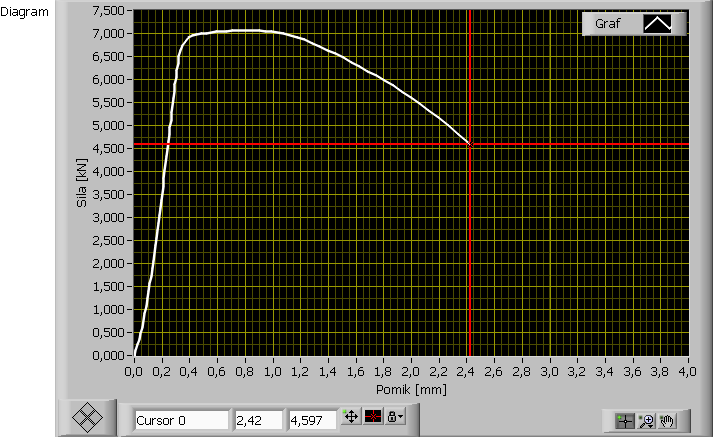 Diagram
Graf
7,500
7,000
6,500
6,000
5,500
5,000
4,500
4,000
3,500
3,000
2,500
2,000
1,500
1,000
0,500
0,000
Sila [kN]
0,0 0,2 0,4 0,6 0,8 1,0 1,2 1,4 1,6 1,8 2,0 2,2 2,4 2,6 2,8 3,0 3,2 3,4 3,6 3,8 4,0
Pomik [mm]
Cursor 0 2,42 4,597